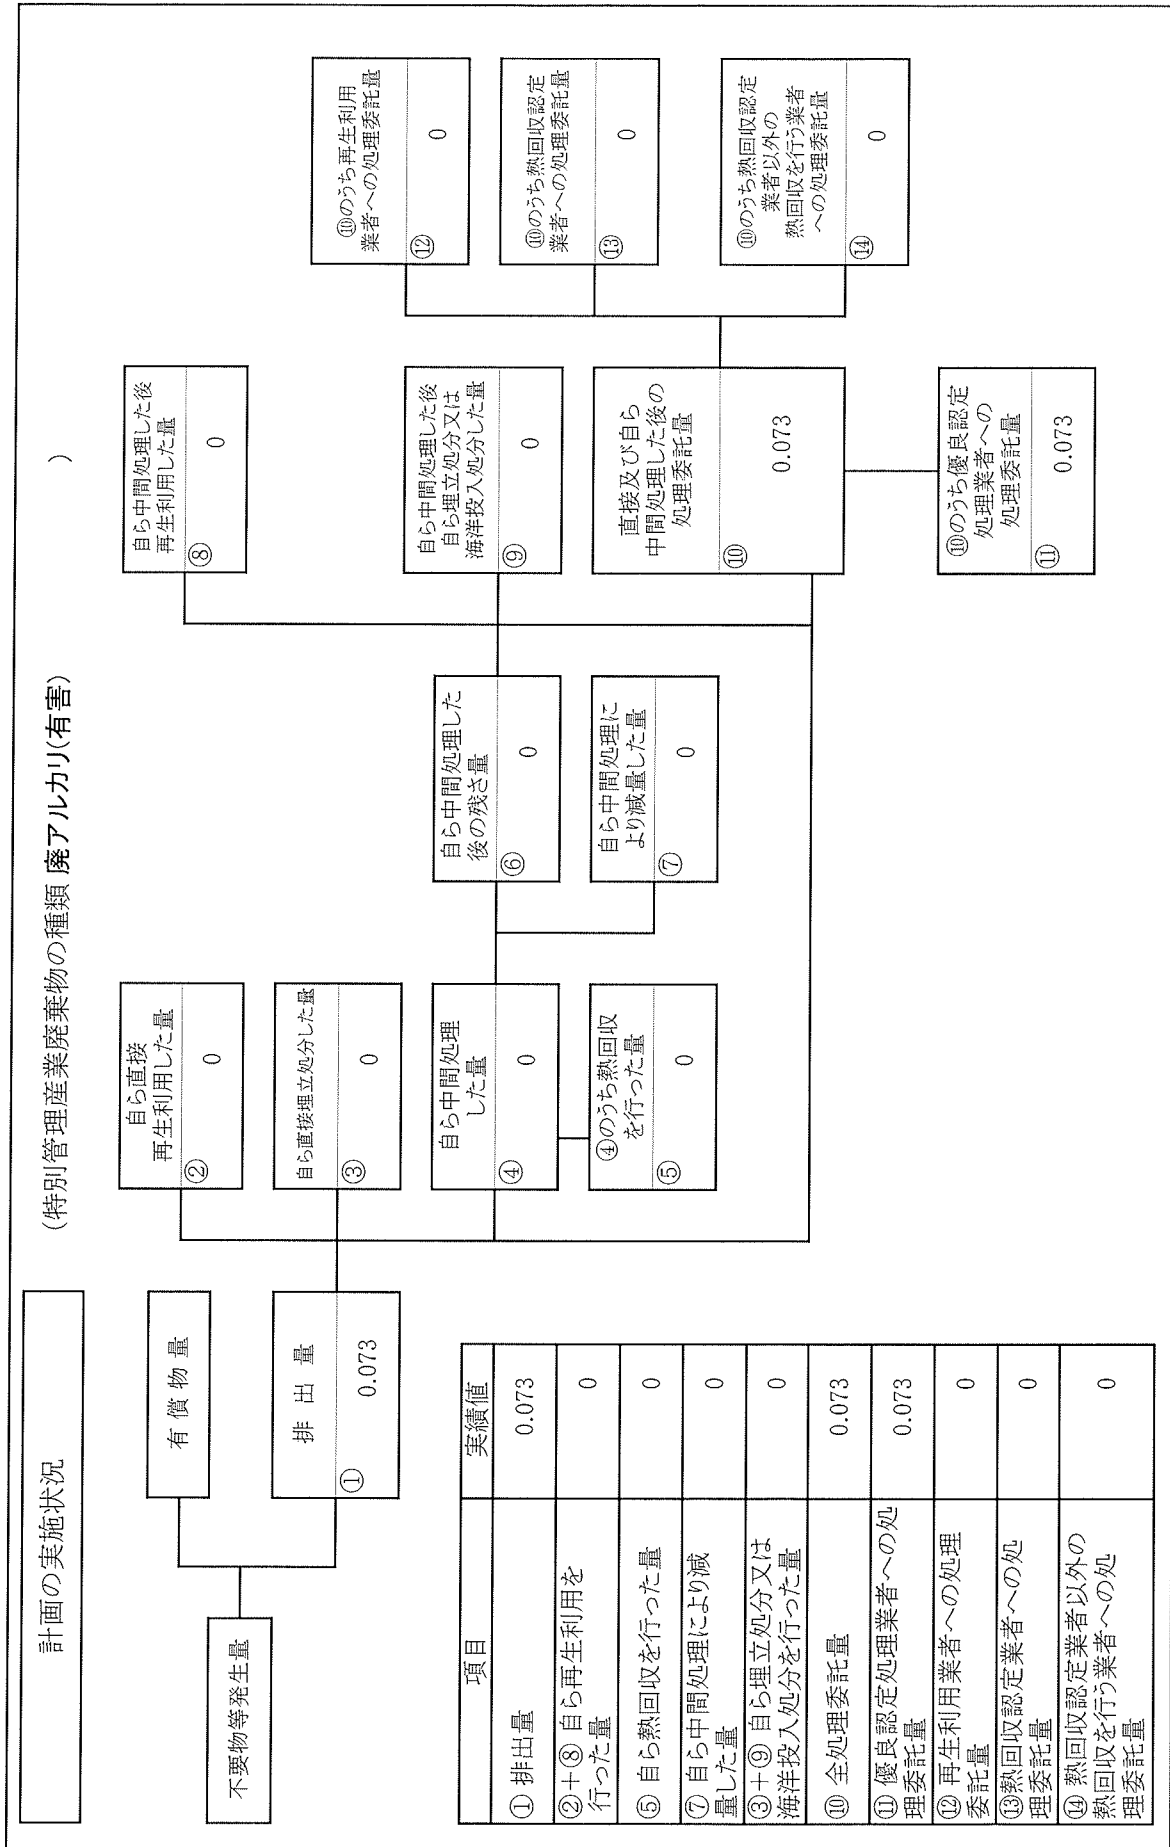 計画の実施状況
(特別管理産業廃棄物の種類 廃アルカリ(有害) )
不要物等発生量
有償物量
排出量
① 0.073
自ら直接
再生利用した量
② 0
自ら直接埋立処分した量
③ 0
自ら中間処理
した量
④ 0
④のうち熱回収
を行った量
⑤ 0
自ら中間処理した
後の残さ量
⑥ 0
自ら中間処理に
より減量した量
⑦ 0
自ら中間処理した後
再生利用した量
⑧ 0
自ら中間処理した後
自ら埋立処分又は
海洋投入処分した量
⑨ 0
直接及び自ら
中間処理した後の
処理委託量
⑩ 0.073
⑩のうち優良認定
処理業者への
処理委託量
⑪ 0.073
⑩のうち再生利用
業者への処理委託量
⑫ 0
⑩のうち熱回収認定
業者への処理委託量
⑬ 0
⑩のうち熱回収認定
業者以外の
熱回収を行う業者
への処理委託量
⑭ 0
項目 実績値
① 排出量 0.073
②+⑧ 自ら再生利用を
行った量 0
⑤ 自ら熱回収を行った量 0
⑦ 自ら中間処理により減
量した量 0
③+⑨ 自ら埋立処分又は
海洋投入処分を行った量 0
⑩ 全処理委託量 0.073
⑪ 優良認定処理業者への処
理委託量 0.073
⑫ 再生利用業者への処理
委託量 0
⑬熱回収認定業者への処
理委託量 0
⑭ 熱回収認定業者以外の
熱回収を行う業者への処
理委託量 0